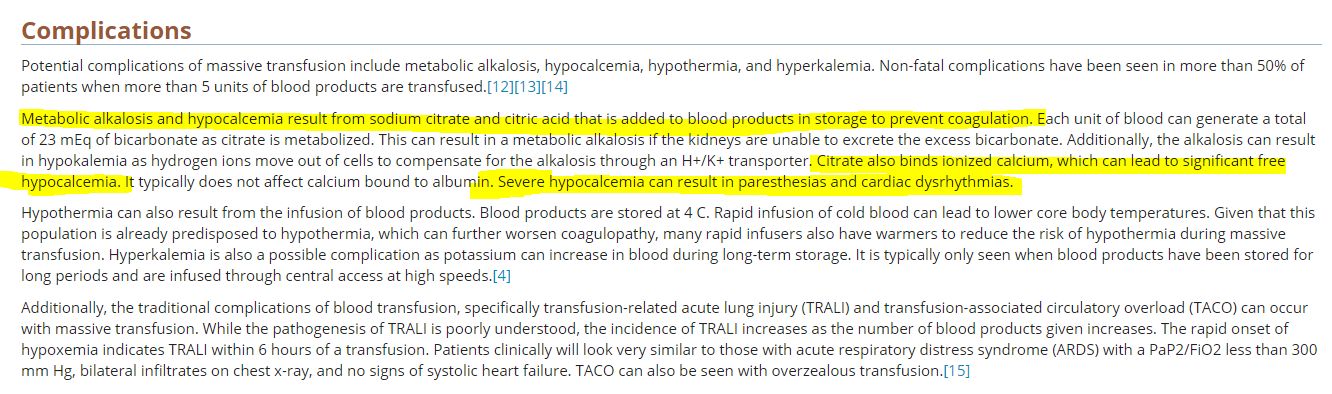 Complications
Potential complications of massive transfusion include metabolic alkalosis, hypocalcemia, hypothermia, and hyperkalemia. Non-fatal complications have been seen in more than 50% of
patients when more than 5 units of blood products are transfused.[12][13][14]
Metabolic alkalosis and hypocalcemia result from sodium citrate and citric acid that is added to blood products in storage to prevent coagulation. Each unit of blood can generate a total
of 23 mEq of bicarbonate as citrate is metabolized. This can result in a metabolic alkalosis if the kidneys are unable to excrete the excess bicarbonate. Additionally, the alkalosis can result
in hypokalemia as hydrogen ions move out of cells to compensate for the alkalosis through an H+/K+ transporter. Citrate also binds ionized calcium, which can lead to significant free
hypocalcemia. It typically does not affect calcium bound to albumin. Severe hypocalcemia can result in paresthesias and cardiac dysrhythmias.
Hypothermia can also result from the infusion of blood products. Blood products are stored at 4 C. Rapid infusion of cold blood can lead to lower core body temperatures. Given that this
population is already predisposed to hypothermia, which can further worsen coagulopathy, many rapid infusers also have warmers to reduce the risk of hypothermia during massive
transfusion. Hyperkalemia is also a possible complication as potassium can increase in blood during long-term storage. It is typically only seen when blood products have been stored for
long periods and are infused through central access at high speeds.[4]
Additionally, the traditional complications of blood transfusion, specifically transfusion-related acute lung injury (TRALI) and transfusion-associated circulatory overload (TACO) can occur
with massive transfusion. While the pathogenesis of TRALI is poorly understood, the incidence of TRALI increases as the number of blood products given increases. The rapid onset of
hypoxemia indicates TRALI within 6 hours of a transfusion. Patients clinically will look very similar to those with acute respiratory distress syndrome (ARDS) with a PaP2/FiO2 less than 300
mm Hg, bilateral infiltrates on chest x-ray, and no signs of systolic heart failure. TACO can also be seen with overzealous transfusion.[15]